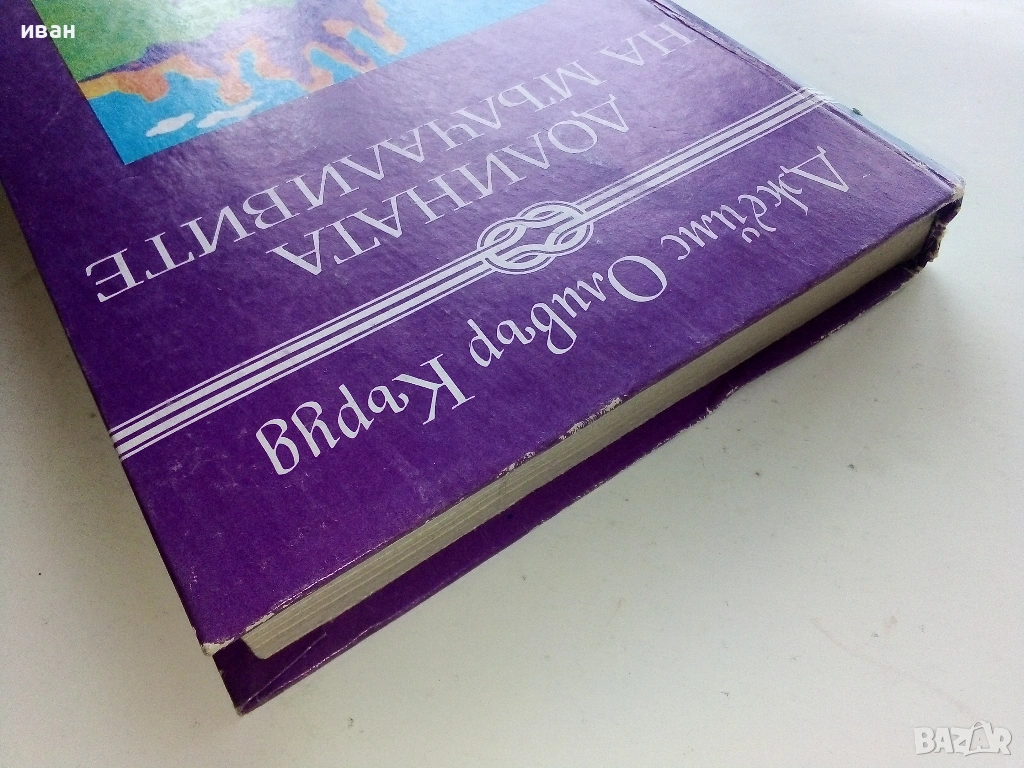 иван
Джеймс Оливър Кърууд
ДОЛИНАТА
НА МЪЛЧАЛИВИТЕ
BAZAR